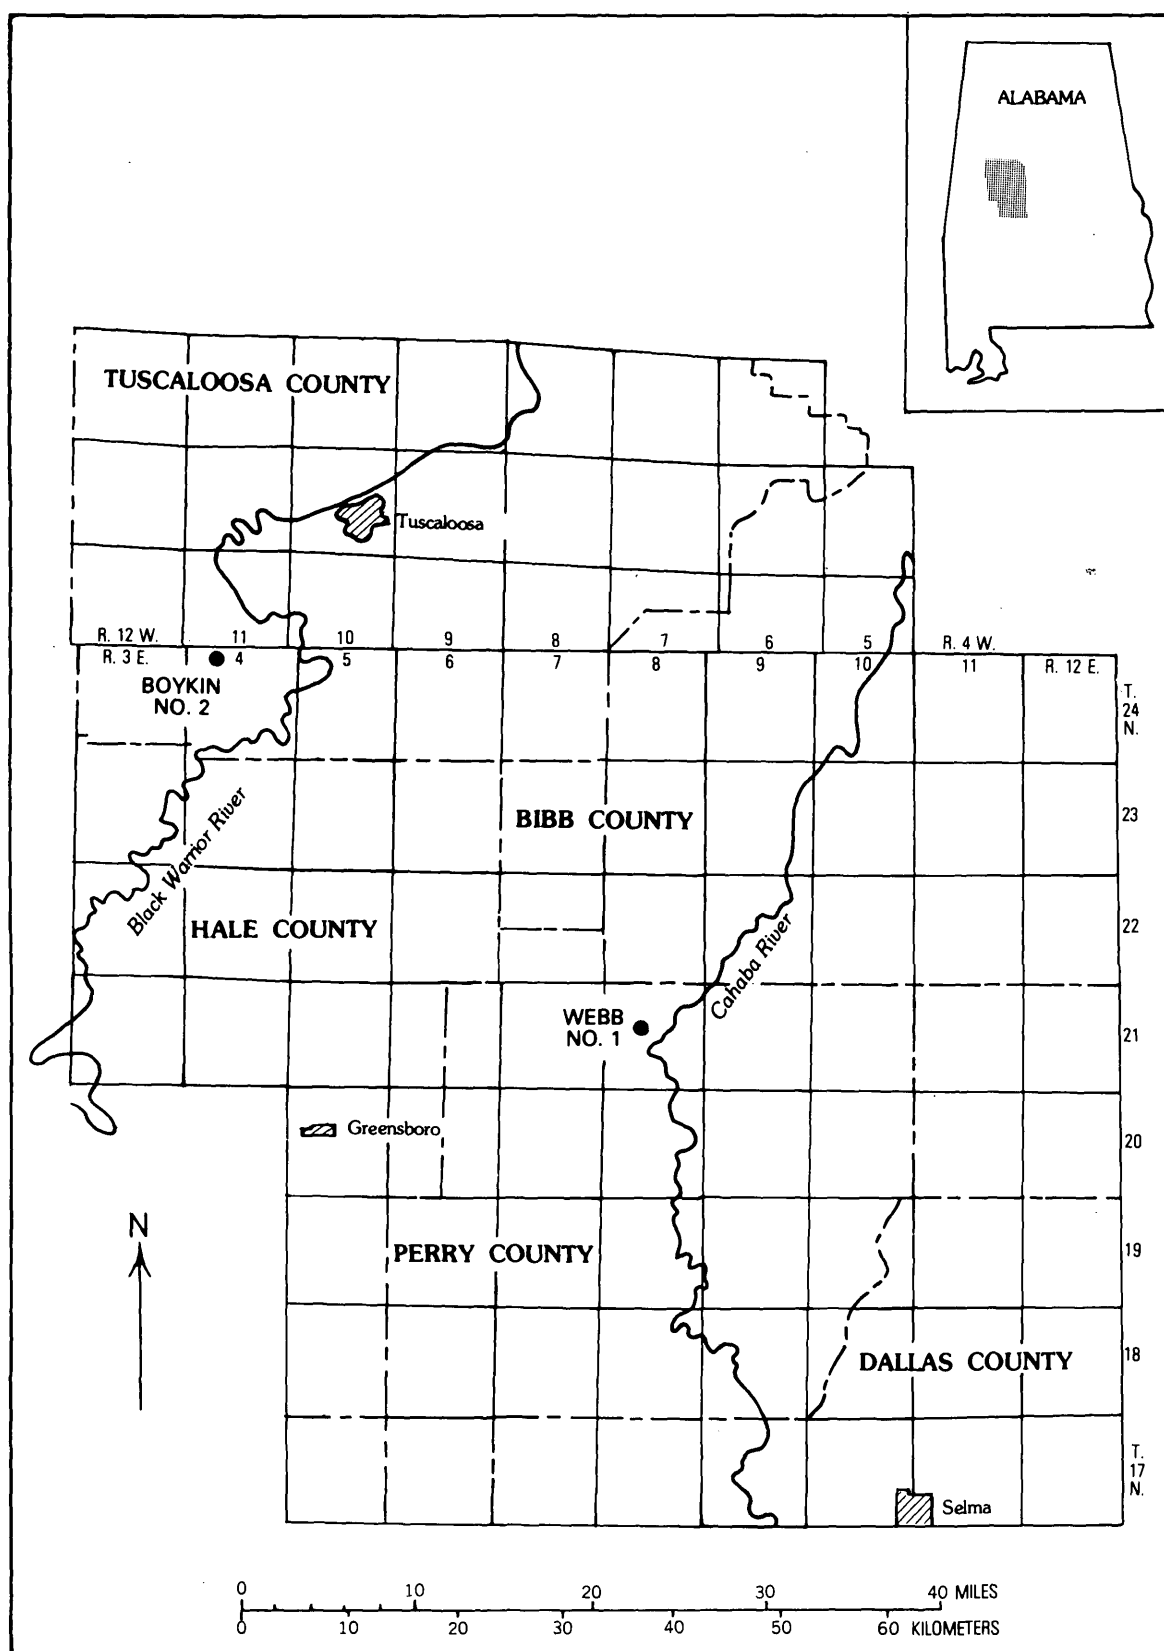 ALABAMA
TUSCALOOSA COUNTY
Tuscaloosa
R. 12 W. 11 10 9 8 7 6 5 R. 4 W.
R. 3 E. 4 5 6 7 8 9 10 11 R. 12 E.
BOYKIN
NO. 2
T.
24
N.
Black Warrior River
BIBB COUNTY
23
HALE COUNTY
22
Cahaba River
WEBB
NO. 1
21
Greensboro
20
N
PERRY COUNTY
19
DALLAS COUNTY
18
T.
17
N.
Selma
0 10 20 30 40 MILES
0 10 20 30 40 50 60 KILOMETERS